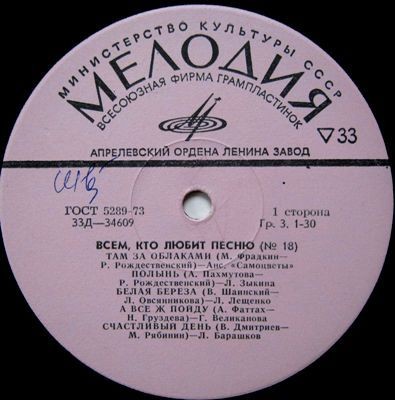 МИНИСТЕРСТВО КУЛЬТУРЫ СССР
МЕЛОДИЯ
ВСЕСОЮЗНАЯ ФИРМА ГРАМПЛАСТИНОК
▽33
АПРЕЛЕВСКИЙ ОРДЕНА ЛЕНИНА ЗАВОД
ГОСТ 5289-73
33Д—34609
1 сторона
Гр. 3. 1-30
ВСЕМ, КТО ЛЮБИТ ПЕСНЮ (№ 18)
ТАМ ЗА ОБЛАКАМИ (М. Фрадкин—
Р. Рождественский)—Анс. «Самоцветы»
ПОЛЫНЬ (А. Пахмутова—
Р. Рождественский)—Л. Зыкина
БЕЛАЯ БЕРЕЗА (В. Шаинский—
Л. Овсянникова)—Л. Лещенко
А ВСЕ Ж ПОЙДУ (А. Фаттах—
Н. Груздева)—Г. Великанова
СЧАСТЛИВЫЙ ДЕНЬ (В. Дмитриев—
М. Рябинин)—Л. Барашков